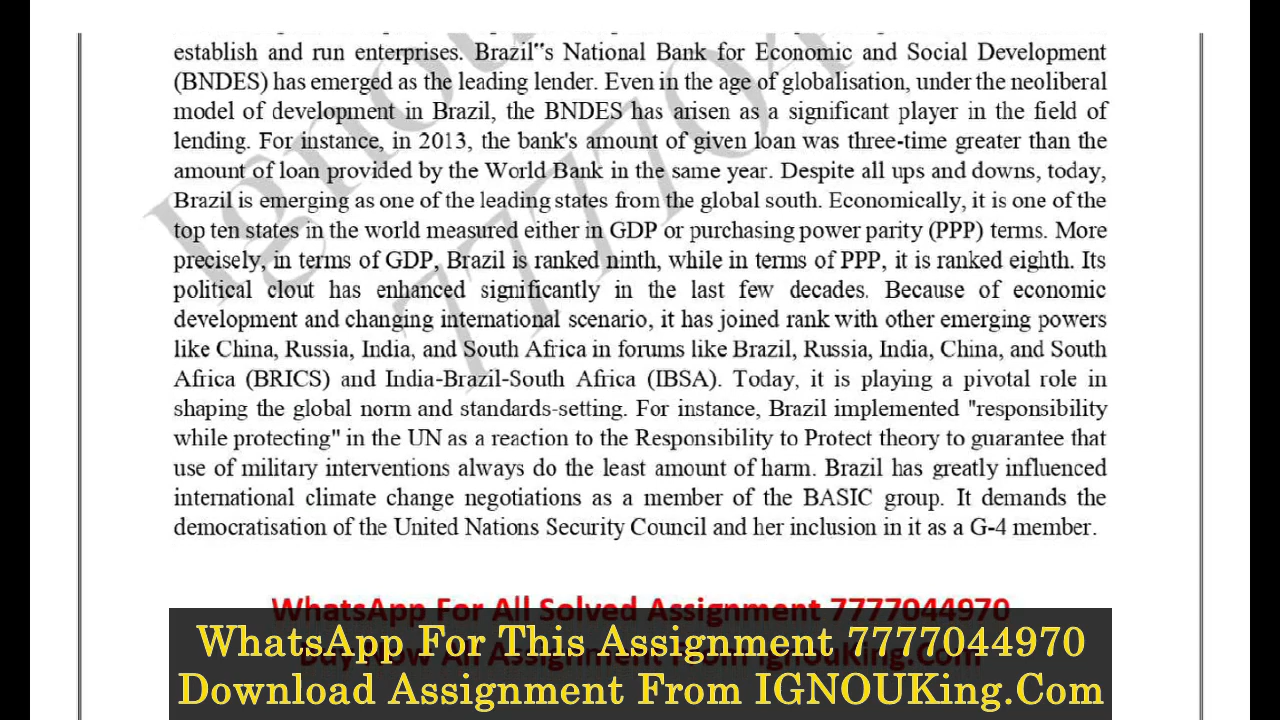 establish and run enterprises. Brazil"s National Bank for Economic and Social Development
(BNDES) has emerged as the leading lender. Even in the age of globalisation, under the neoliberal
model of development in Brazil, the BNDES has arisen as a significant player in the field of
lending. For instance, in 2013, the bank's amount of given loan was three-time greater than the
amount of loan provided by the World Bank in the same year. Despite all ups and downs, today,
Brazil is emerging as one of the leading states from the global south. Economically, it is one of the
top ten states in the world measured either in GDP or purchasing power parity (PPP) terms. More
precisely, in terms of GDP, Brazil is ranked ninth, while in terms of PPP, it is ranked eighth. Its
political clout has enhanced significantly in the last few decades. Because of economic
development and changing international scenario, it has joined rank with other emerging powers
like China, Russia, India, and South Africa in forums like Brazil, Russia, India, China, and South
Africa (BRICS) and India-Brazil-South Africa (IBSA). Today, it is playing a pivotal role in
shaping the global norm and standards-setting. For instance, Brazil implemented "responsibility
while protecting" in the UN as a reaction to the Responsibility to Protect theory to guarantee that
use of military interventions always do the least amount of harm. Brazil has greatly influenced
international climate change negotiations as a member of the BASIC group. It demands the
democratisation of the United Nations Security Council and her inclusion in it as a G-4 member.
WhatsApp For All Solved Assignment 7777044970
WhatsApp For This Assignment 7777044970
Buy Now All Assignment From IgnouKing.Com
Download Assignment From IGNOUKing.Com